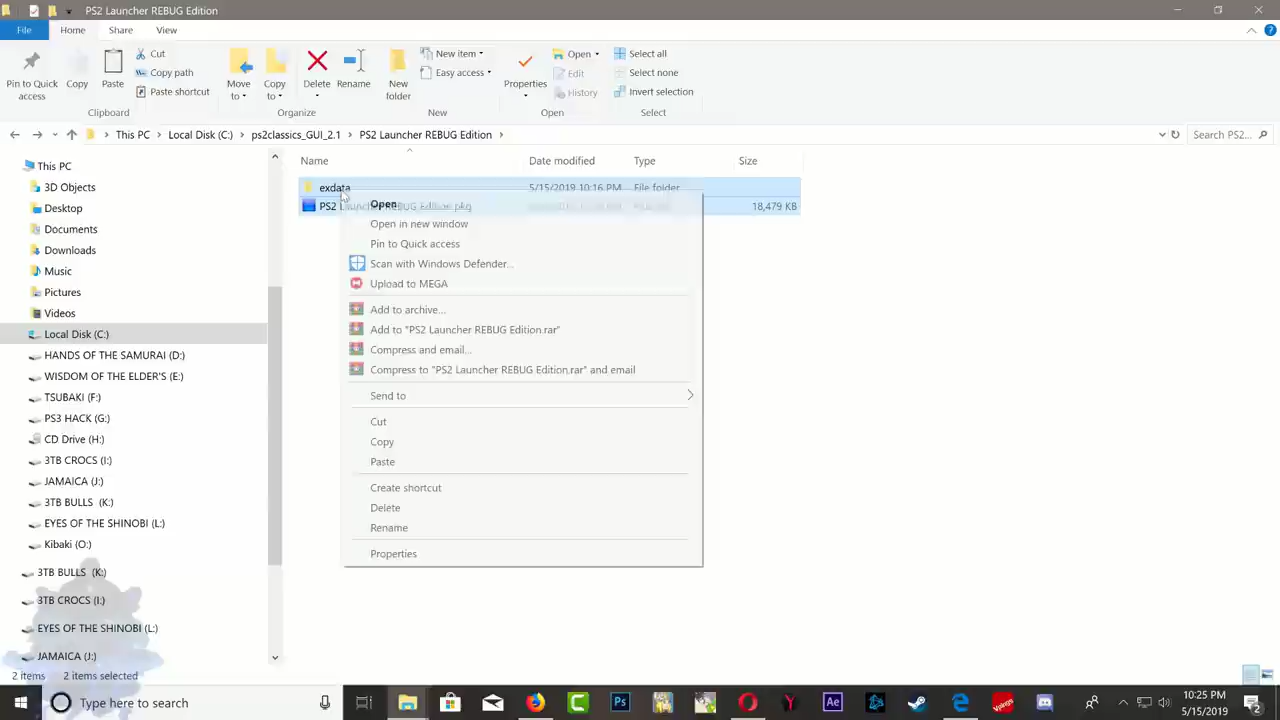 PS2 Launcher REBUG Edition
File Home Share View
Pin to Quick access
Copy
Paste
Cut
Copy path
Paste shortcut
Move to
Copy to
Delete
Rename
New folder
New item
Easy access
Properties
Open
Edit
History
Select all
Select none
Invert selection
Clipboard Organize New Open Select
This PC Local Disk (C:) ps2classics_GUI_2.1 PS2 Launcher REBUG Edition
Search PS2...
Name Date modified Type Size
exdata 5/15/2019 10:16 PM File folder
PS2 Launcher REBUG Edition.pkg 18,479 KB
This PC
3D Objects
Desktop
Documents
Downloads
Music
Pictures
Videos
Local Disk (C:)
HANDS OF THE SAMURAI (D:)
WISDOM OF THE ELDER'S (E:)
TSUBAKI (F:)
PS3 HACK (G:)
CD Drive (H:)
3TB CROCS (I:)
JAMAICA (J:)
3TB BULLS (K:)
EYES OF THE SHINOBI (L:)
Kibaki (O:)
3TB BULLS (K:)
3TB CROCS (I:)
EYES OF THE SHINOBI (L:)
JAMAICA (J:)
Open
Open in new window
Pin to Quick access
Scan with Windows Defender...
Upload to MEGA
Add to archive...
Add to "PS2 Launcher REBUG Edition.rar"
Compress and email...
Compress to "PS2 Launcher REBUG Edition.rar" and email
Send to
Cut
Copy
Paste
Create shortcut
Delete
Rename
Properties
2 items 2 items selected
Type here to search
Ps
Ae
10:25 PM
5/15/2019
2